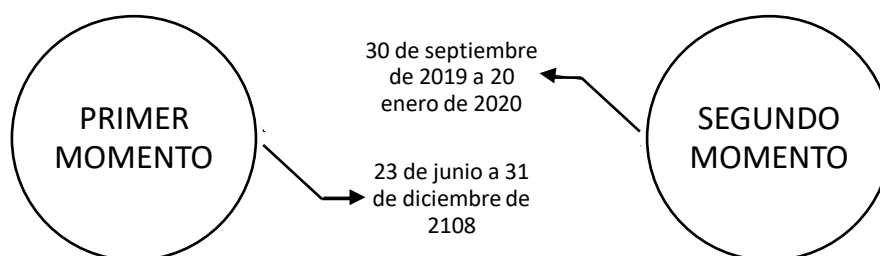 PRIMER
MOMENTO
30 de septiembre
de 2019 a 20
enero de 2020
23 de junio a 31
de diciembre de
2108
SEGUNDO
MOMENTO